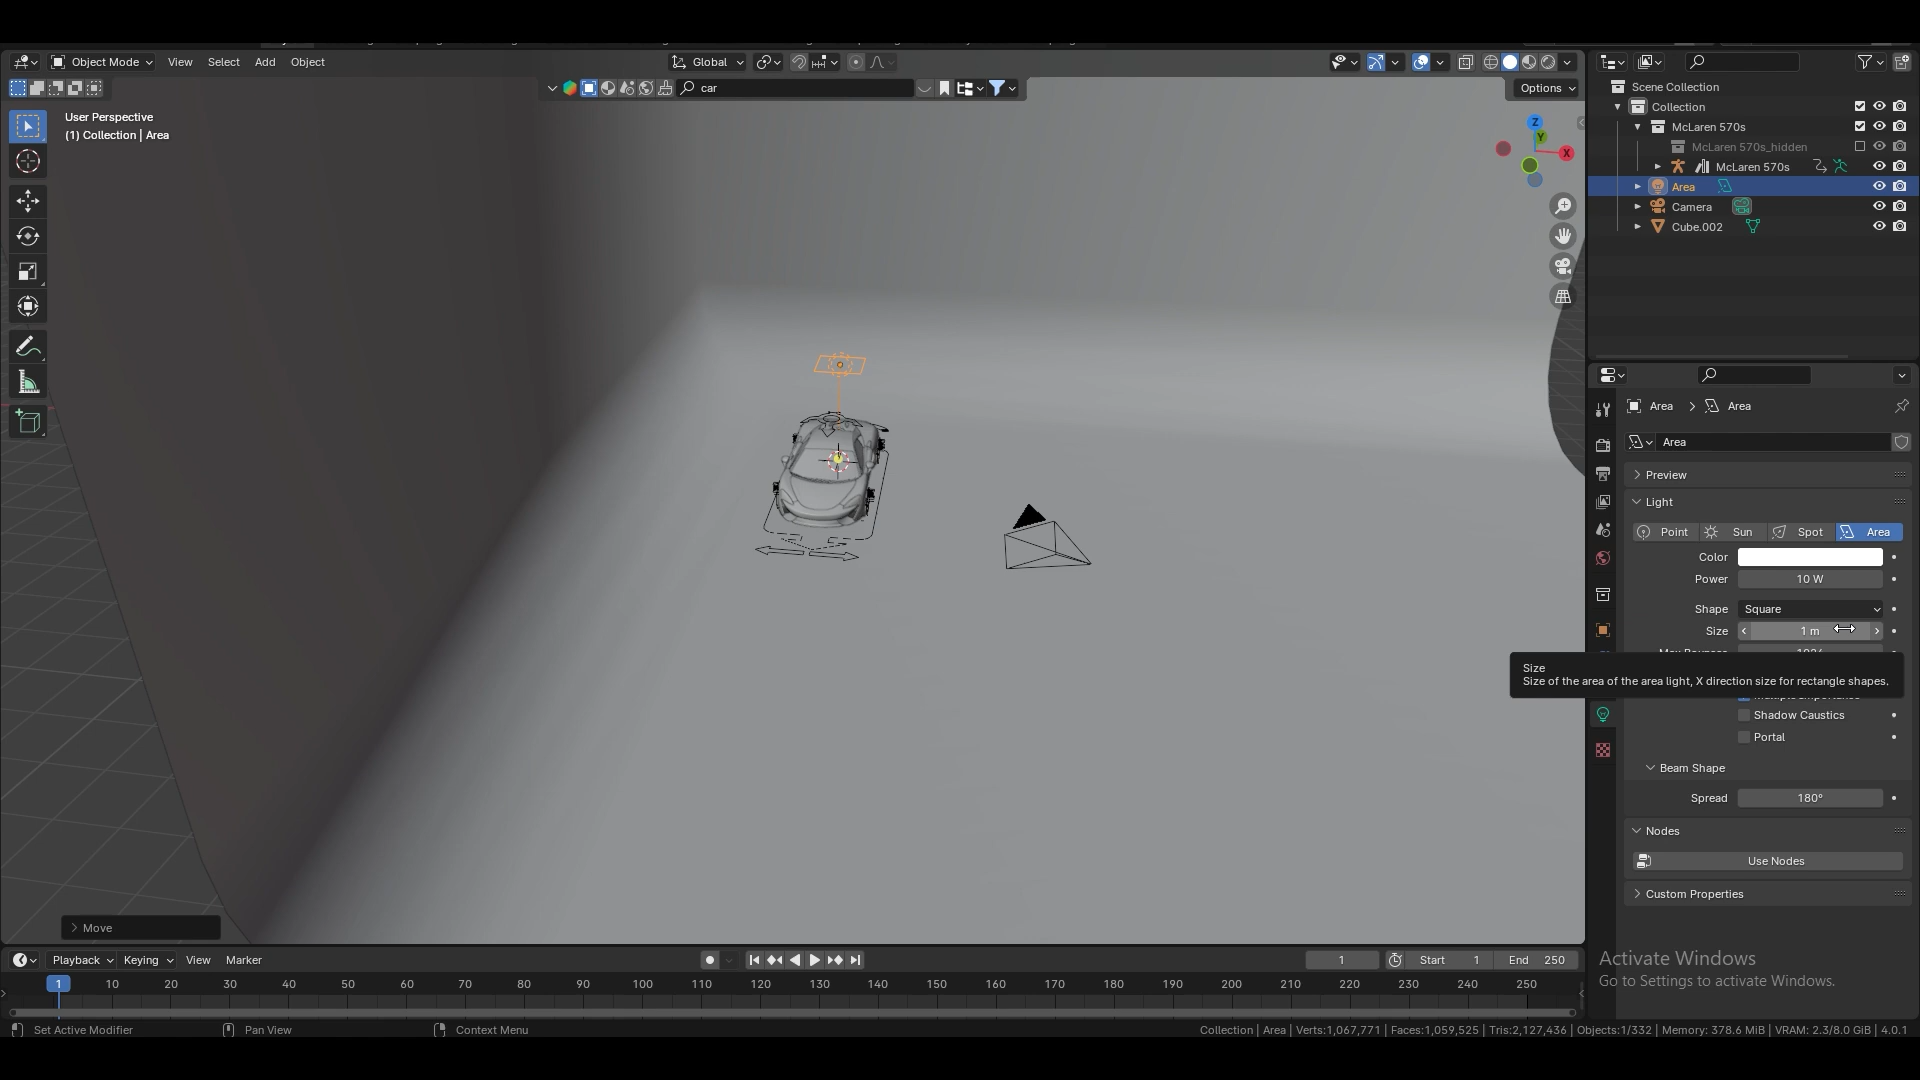 Object Mode
View
Select
Add
Object
Global
car
Options
User Perspective
(1) Collection | Area
Z
Y
X
Move
Scene Collection
Collection
McLaren 570s
McLaren 570s_hidden
McLaren 570s
Area
Camera
Cube.002
Area > Area
Area
Preview
Light
Point
Sun
Spot
Area
Color
Power 10 W
Shape Square
Size 1 m
Size
Size of the area of the area light, X direction size for rectangle shapes.
Shadow Caustics
Portal
Beam Shape
Spread 180°
Nodes
Use Nodes
Custom Properties
Activate Windows
Go to Settings to activate Windows.
Playback
Keying
View
Marker
1
Start 1
End 250
1 10 20 30 40 50 60 70 80 90 100 110 120 130 140 150 160 170 180 190 200 210 220 230 240 250
Set Active Modifier
Pan View
Context Menu
Collection | Area | Verts:1,067,771 | Faces:1,059,525 | Tris:2,127,436 | Objects:1/332 | Memory: 378.6 MiB | VRAM: 2.3/8.0 GiB | 4.0.1